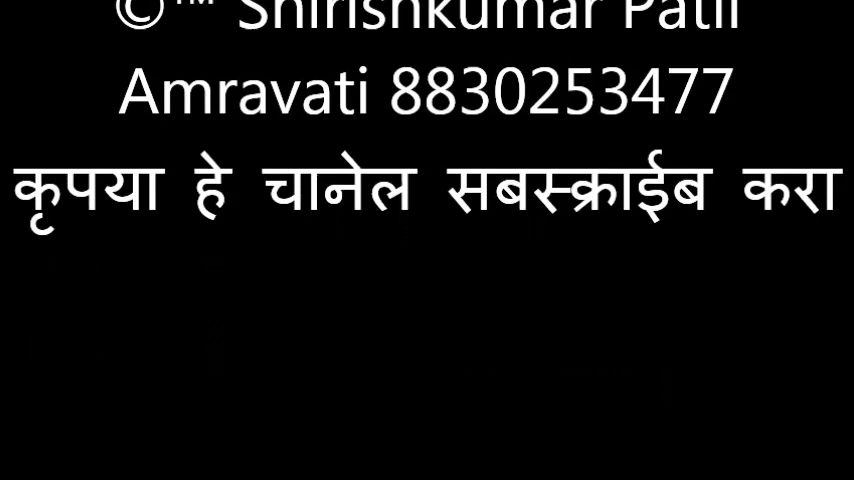 ©™ Shirishkumar Patil
Amravati 8830253477
कृपया हे चानेल सबस्क्राईब करा